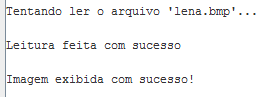 Tentando ler o arquivo 'lena.bmp'...
Leitura feita com sucesso
Imagem exibida com sucesso!